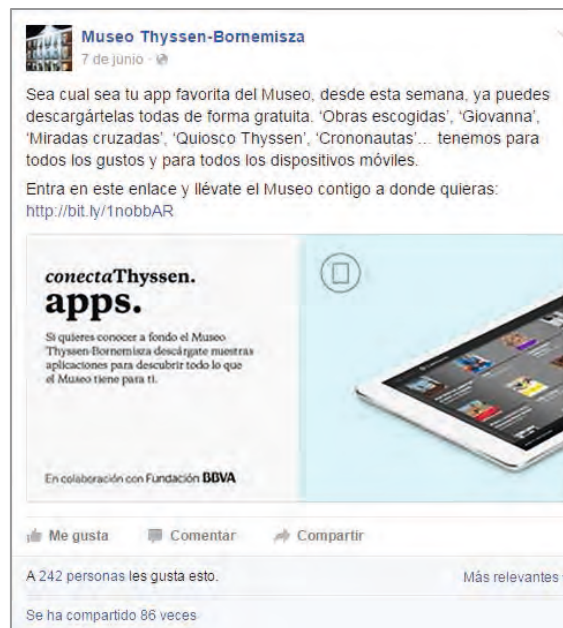 Museo Thyssen-Bornemisza
7 de junio ·
Sea cual sea tu app favorita del Museo, desde esta semana, ya puedes
descargártelas todas de forma gratuita. ‘Obras escogidas’, ‘Giovanna’,
‘Miradas cruzadas’, ‘Quiosco Thyssen’, ‘Crononautas’… tenemos para
todos los gustos y para todos los dispositivos móviles.
Entra en este enlace y llévate el Museo contigo a donde quieras:
http://bit.ly/1nobbAR
conectaThyssen.
apps.
Si quieres conocer a fondo el Museo
Thyssen-Bornemisza descárgate nuestras
aplicaciones para descubrir todo lo que
el Museo tiene para ti.
En colaboración con Fundación BBVA
Me gusta Comentar Compartir
A 242 personas les gusta esto. Más relevantes
Se ha compartido 86 veces